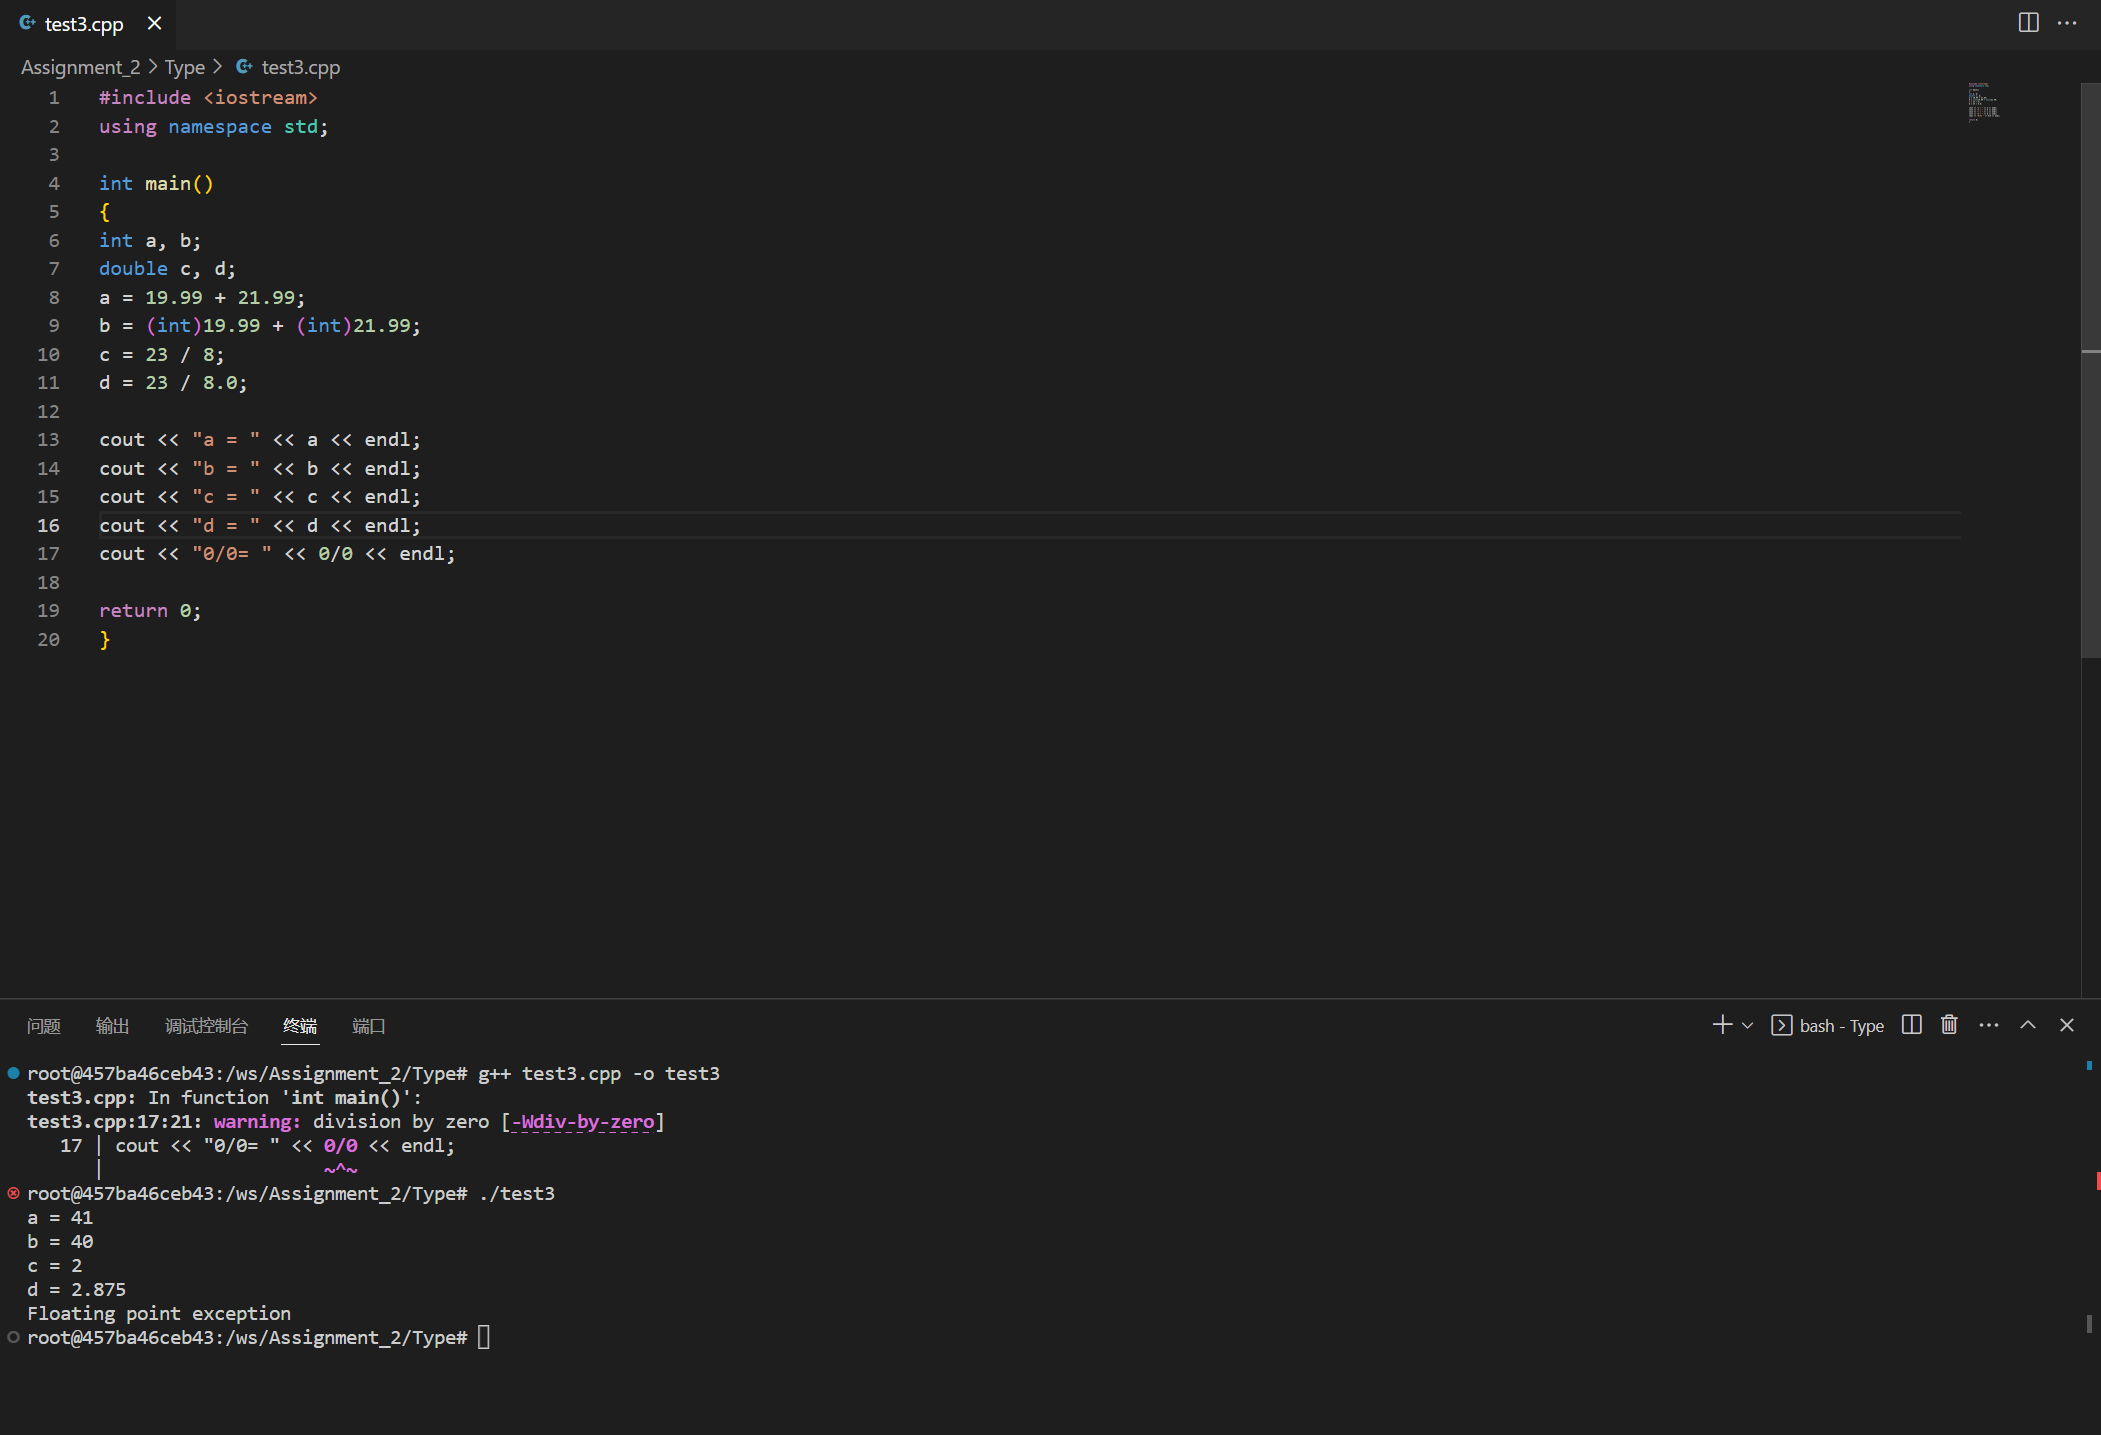 test3.cpp
Assignment_2 > Type > test3.cpp
1 #include <iostream>
2 using namespace std;
3
4 int main()
5 {
6 int a, b;
7 double c, d;
8 a = 19.99 + 21.99;
9 b = (int)19.99 + (int)21.99;
10 c = 23 / 8;
11 d = 23 / 8.0;
12
13 cout << "a = " << a << endl;
14 cout << "b = " << b << endl;
15 cout << "c = " << c << endl;
16 cout << "d = " << d << endl;
17 cout << "0/0= " << 0/0 << endl;
18
19 return 0;
20 }
问题 输出 调试控制台 终端 端口 bash - Type
root@457ba46ceb43:/ws/Assignment_2/Type# g++ test3.cpp -o test3
test3.cpp: In function 'int main()':
test3.cpp:17:21: warning: division by zero [-Wdiv-by-zero]
17 | cout << "0/0= " << 0/0 << endl;
| ~^~
root@457ba46ceb43:/ws/Assignment_2/Type# ./test3
a = 41
b = 40
c = 2
d = 2.875
Floating point exception
root@457ba46ceb43:/ws/Assignment_2/Type#